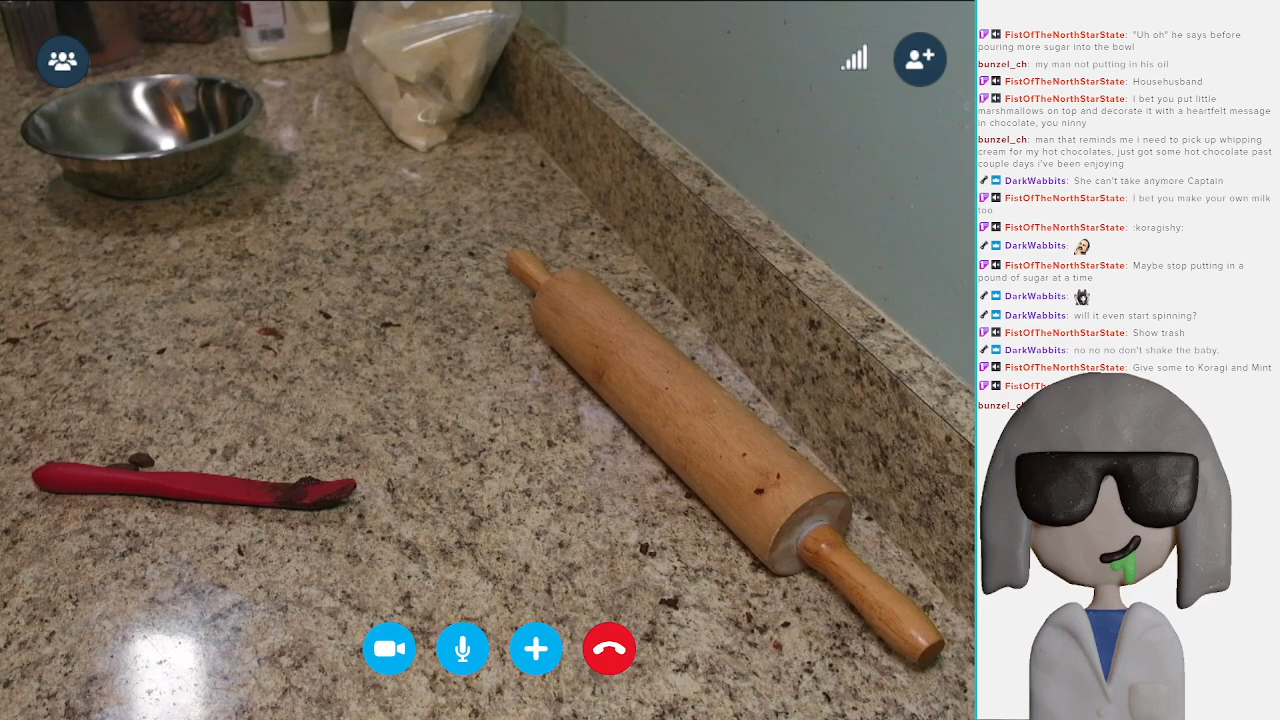 FistOfTheNorthStarState: "Uh oh" he says before
pouring more sugar into the bowl
bunzel_ch: my man not putting in his oil
FistOfTheNorthStarState: Househusband
FistOfTheNorthStarState: I bet you put little
marshmallows on top and decorate it with a heartfelt message
in chocolate, you ninny
bunzel_ch: man that reminds me i need to pick up whipping
cream for my hot chocolates, just got some hot chocolate past
couple days i've been enjoying
DarkWabbits: She can't take anymore Captain
FistOfTheNorthStarState: I bet you make your own milk
too
FistOfTheNorthStarState: :koragishy:
DarkWabbits:
FistOfTheNorthStarState: Maybe stop putting in a
pound of sugar at a time
DarkWabbits:
DarkWabbits: will it even start spinning?
FistOfTheNorthStarState: Show trash
DarkWabbits: no no no don't shake the baby.
FistOfTheNorthStarState: Give some to Koragi and Mint